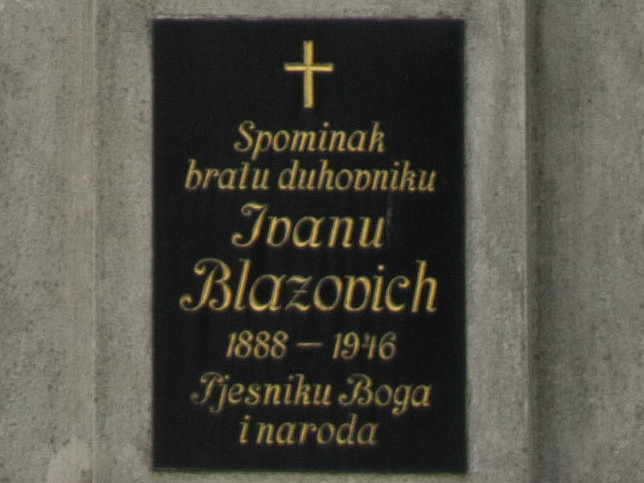 Spominak
bratu duhovniku
Ivanu
Blazovich
1888 – 1946
Pjesniku Boga
i naroda